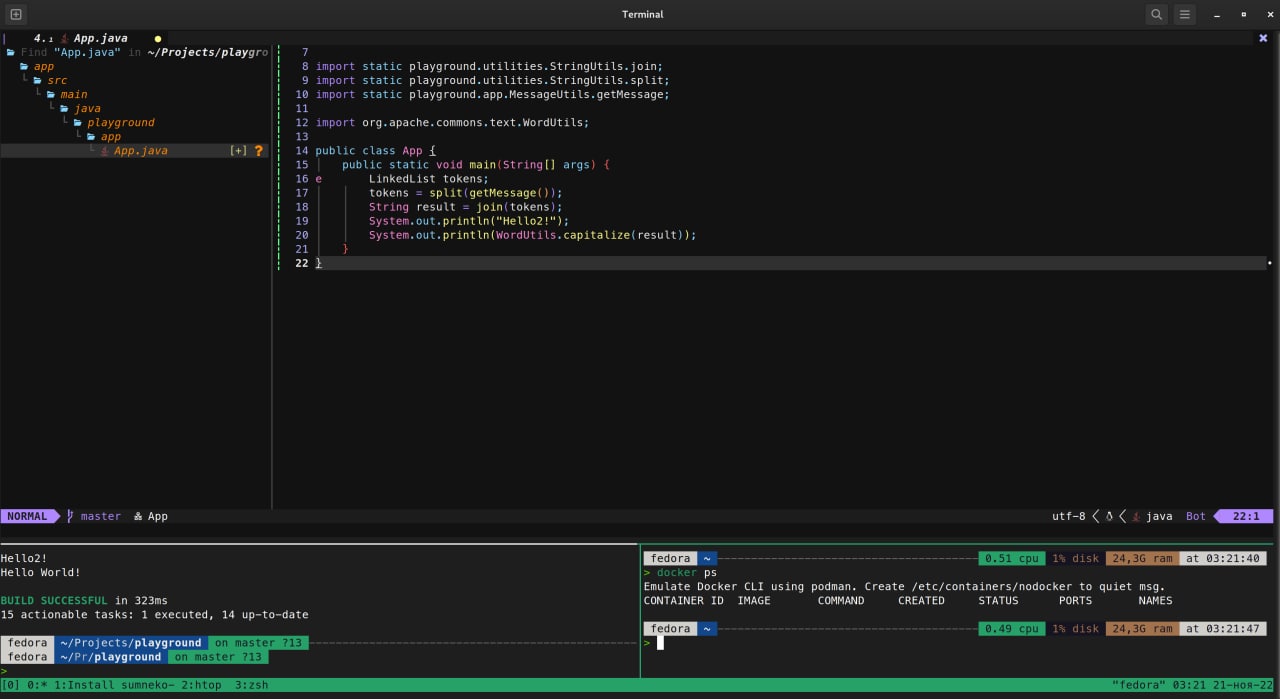 Terminal
4.1 App.java
Find "App.java" in ~/Projects/playgro
app
src
main
java
playground
app
App.java [+] ?
7
8 import static playground.utilities.StringUtils.join;
9 import static playground.utilities.StringUtils.split;
10 import static playground.app.MessageUtils.getMessage;
11
12 import org.apache.commons.text.WordUtils;
13
14 public class App {
15 public static void main(String[] args) {
16 e LinkedList tokens;
17 tokens = split(getMessage());
18 String result = join(tokens);
19 System.out.println("Hello2!");
20 System.out.println(WordUtils.capitalize(result));
21 }
22 }
NORMAL master App utf-8 java Bot 22:1
Hello2!
Hello World!
BUILD SUCCESSFUL in 323ms
15 actionable tasks: 1 executed, 14 up-to-date
fedora ~/Projects/playground on master ?13
fedora ~/Pr/playground on master ?13
>
fedora ~ 0.51 cpu 1% disk 24,3G ram at 03:21:40
> docker ps
Emulate Docker CLI using podman. Create /etc/containers/nodocker to quiet msg.
CONTAINER ID IMAGE COMMAND CREATED STATUS PORTS NAMES
fedora ~ 0.49 cpu 1% disk 24,3G ram at 03:21:47
>
[0] 0:* 1:Install sumneko- 2:htop 3:zsh "fedora" 03:21 21-ноя-22